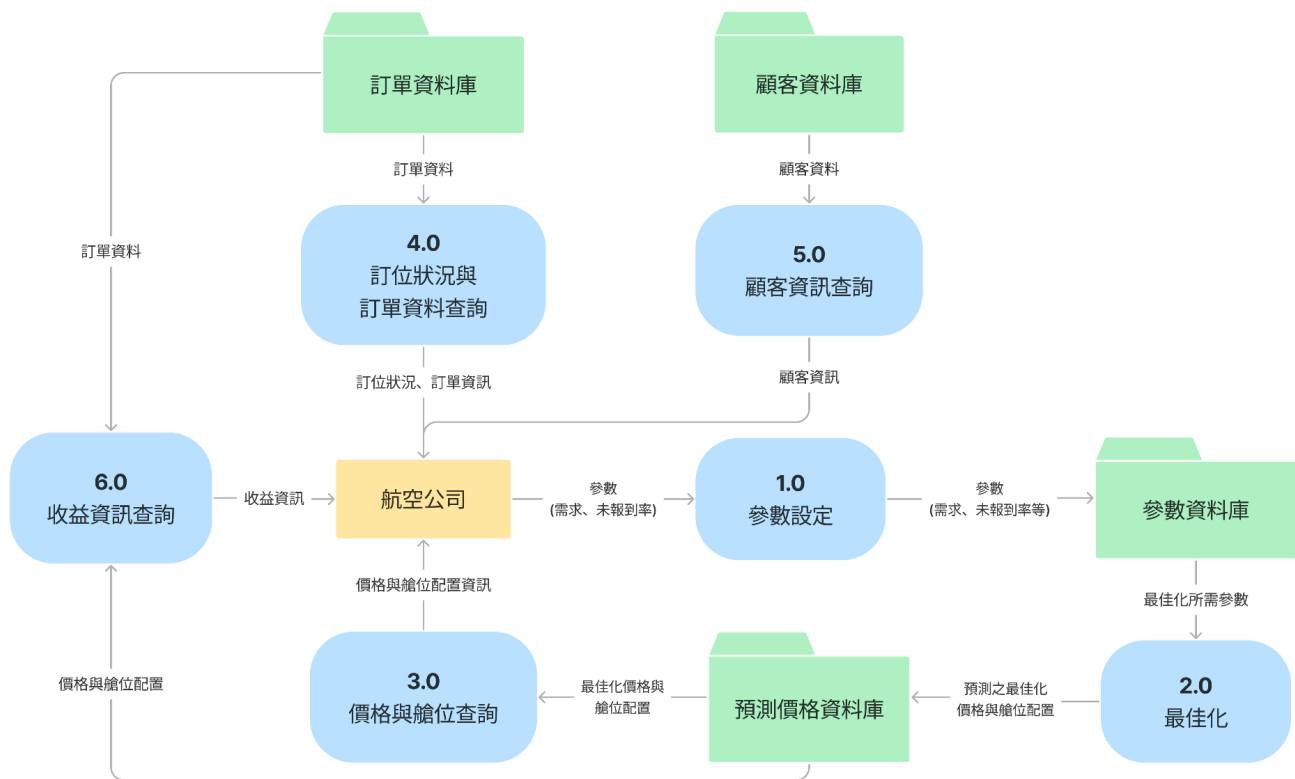 訂單資料庫
顧客資料庫
訂單資料
顧客資料
訂單資料
4.0
訂位狀況與
訂單資料查詢
5.0
顧客資訊查詢
訂位狀況、訂單資訊
顧客資訊
6.0
收益資訊查詢
收益資訊
航空公司
參數
(需求、未報到率)
1.0
參數設定
參數
(需求、未報到率等)
參數資料庫
價格與艙位配置資訊
最佳化所需參數
價格與艙位配置
3.0
價格與艙位查詢
最佳化價格與
艙位配置
預測價格資料庫
預測之最佳化
價格與艙位配置
2.0
最佳化